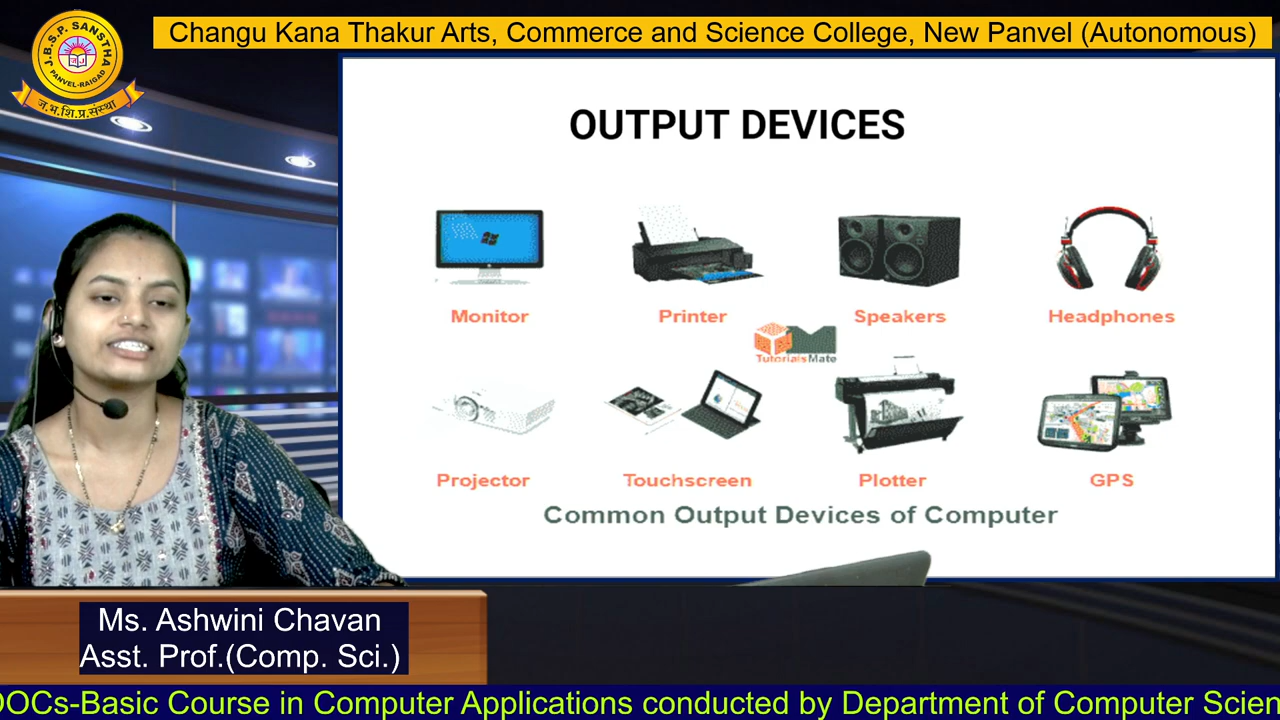 J.B.S.P. SANSTHA
PANVEL-RAIGAD
ज.भ.शि.प्र.संस्था
Changu Kana Thakur Arts, Commerce and Science College, New Panvel (Autonomous)
OUTPUT DEVICES
Monitor
Printer
Speakers
Headphones
TutorialsMate
Projector
Touchscreen
Plotter
GPS
Common Output Devices of Computer
Ms. Ashwini Chavan
Asst. Prof.(Comp. Sci.)
OOCs-Basic Course in Computer Applications conducted by Department of Computer Scien